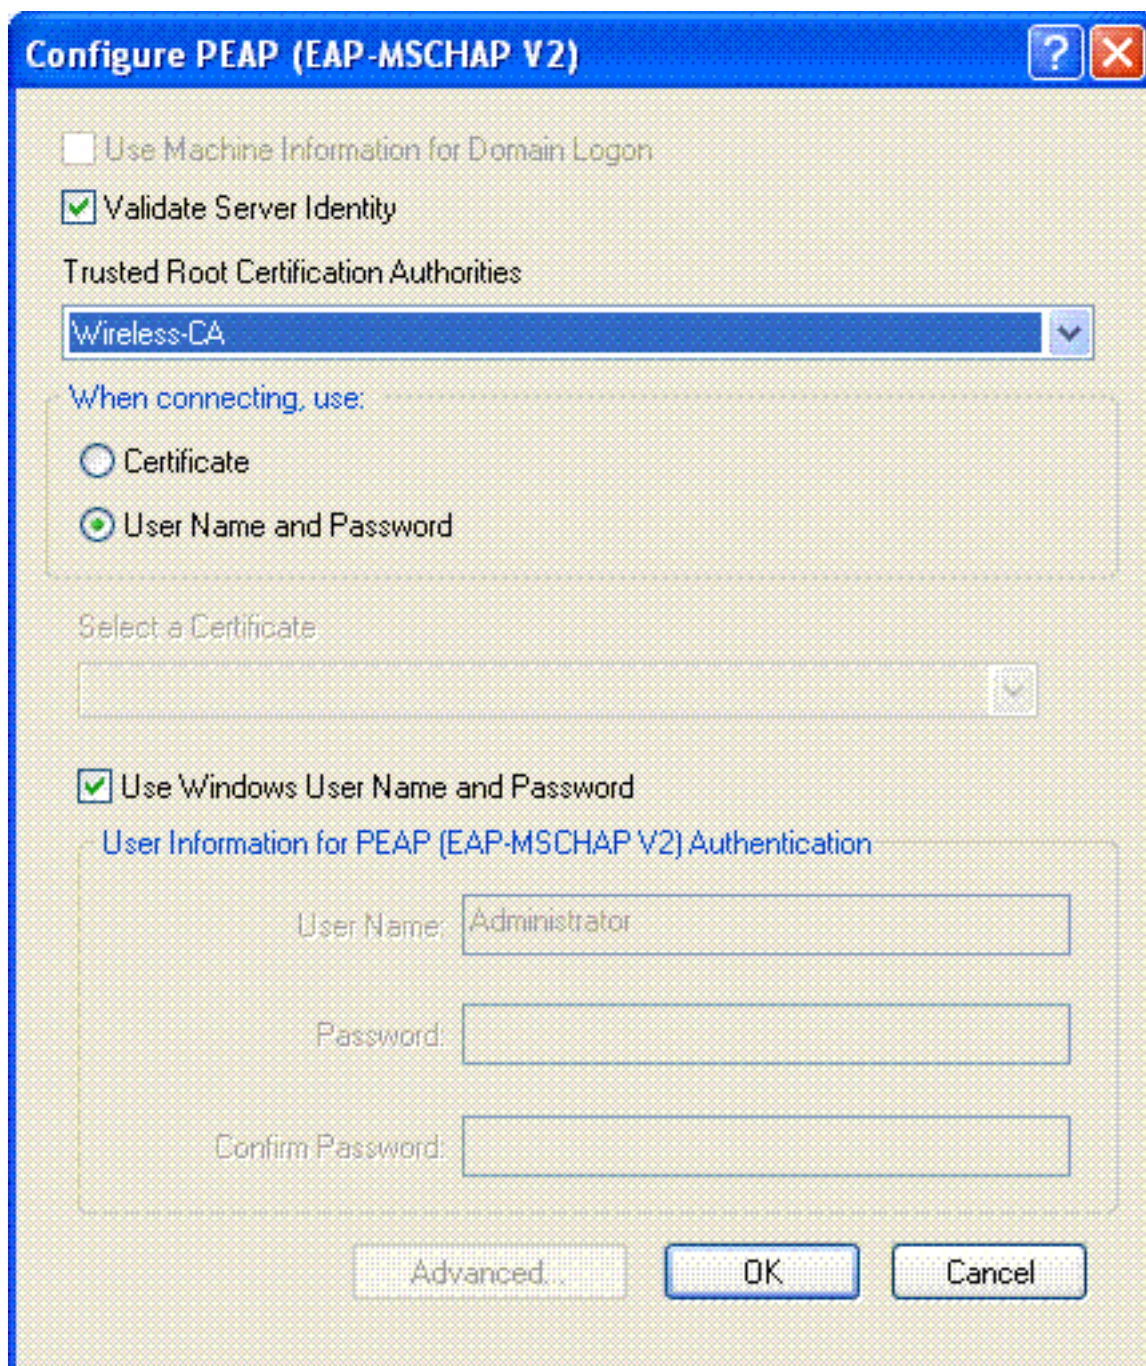 Configure PEAP (EAP-MSCHAP V2)
Use Machine Information for Domain Logon
Validate Server Identity
Trusted Root Certification Authorities
Wireless-CA
When connecting, use:
Certificate
User Name and Password
Select a Certificate
Use Windows User Name and Password
User Information for PEAP (EAP-MSCHAP V2) Authentication
User Name: Administrator
Password:
Confirm Password:
Advanced... OK Cancel